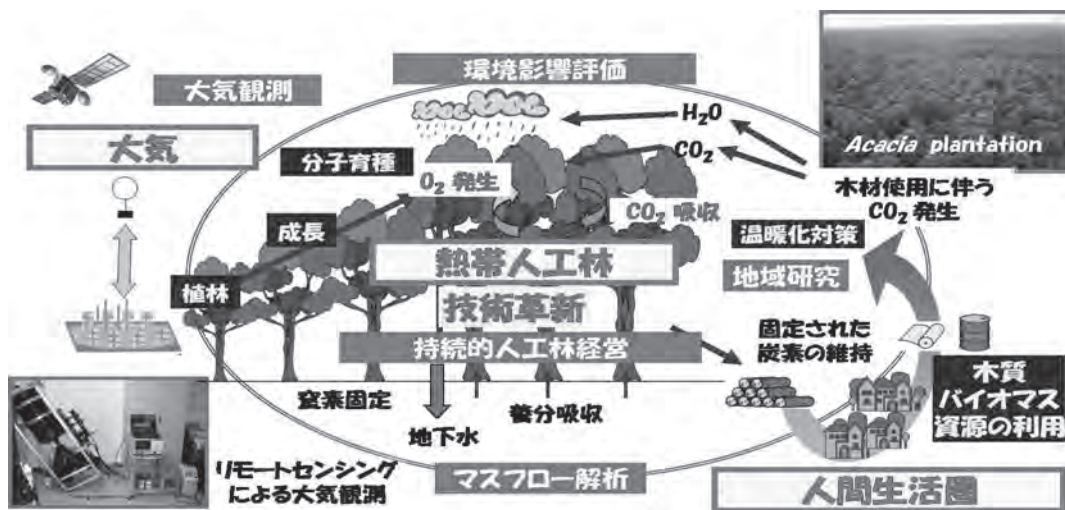 環境影響評価
大気観測
大気
H₂O
CO₂
Acacia plantation
分子育種
O₂ 発生
CO₂ 吸収
木材使用に伴う
CO₂ 発生
成長
温暖化対策
熱帯人工林
地域研究
植林
技術革新
持続的人工林経営
固定された
炭素の維持
木質
バイオマス
資源の利用
窒素固定
養分吸収
地下水
リモートセンシング
による大気観測
マスフロー解析
人間生活圏